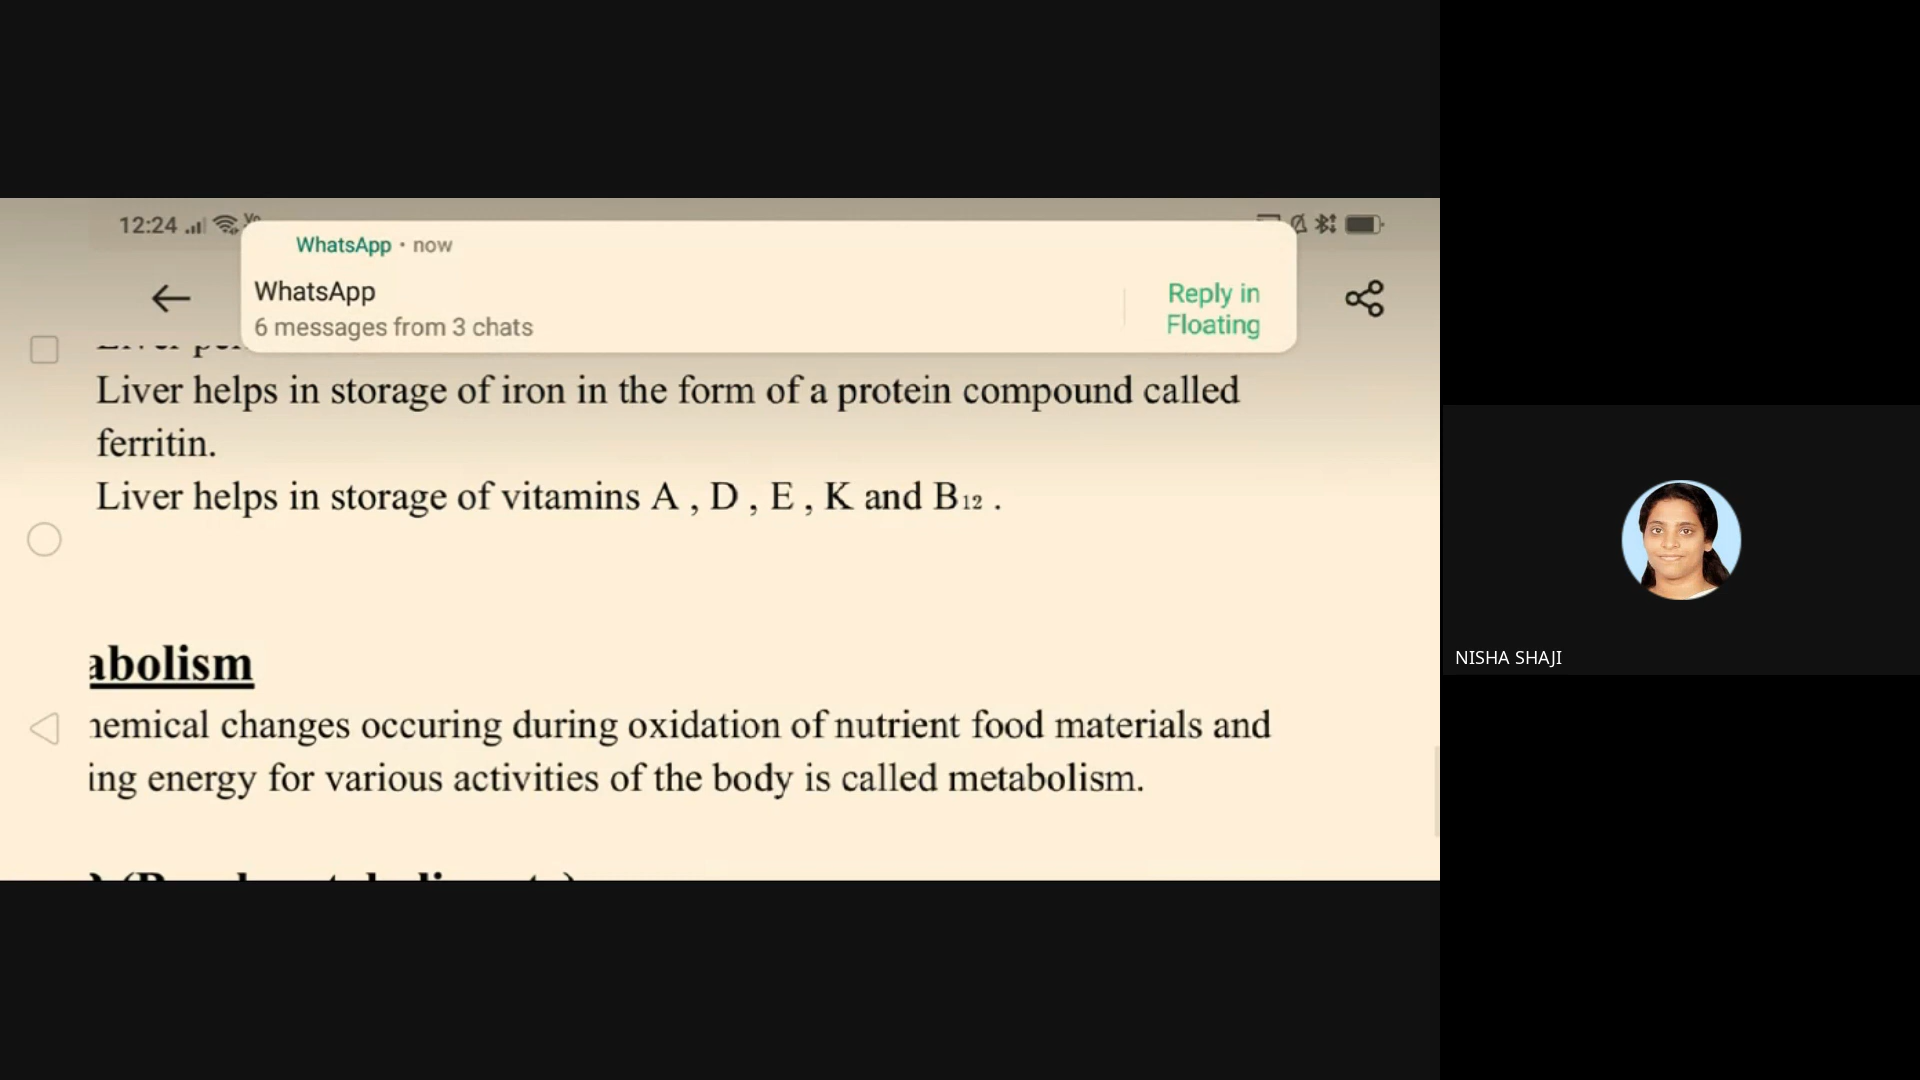 12:24
WhatsApp • now
WhatsApp
6 messages from 3 chats
Reply in
Floating
Liver helps in storage of iron in the form of a protein compound called
ferritin.
Liver helps in storage of vitamins A , D , E , K and B12 .
abolism
hemical changes occuring during oxidation of nutrient food materials and
ing energy for various activities of the body is called metabolism.
NISHA SHAJI